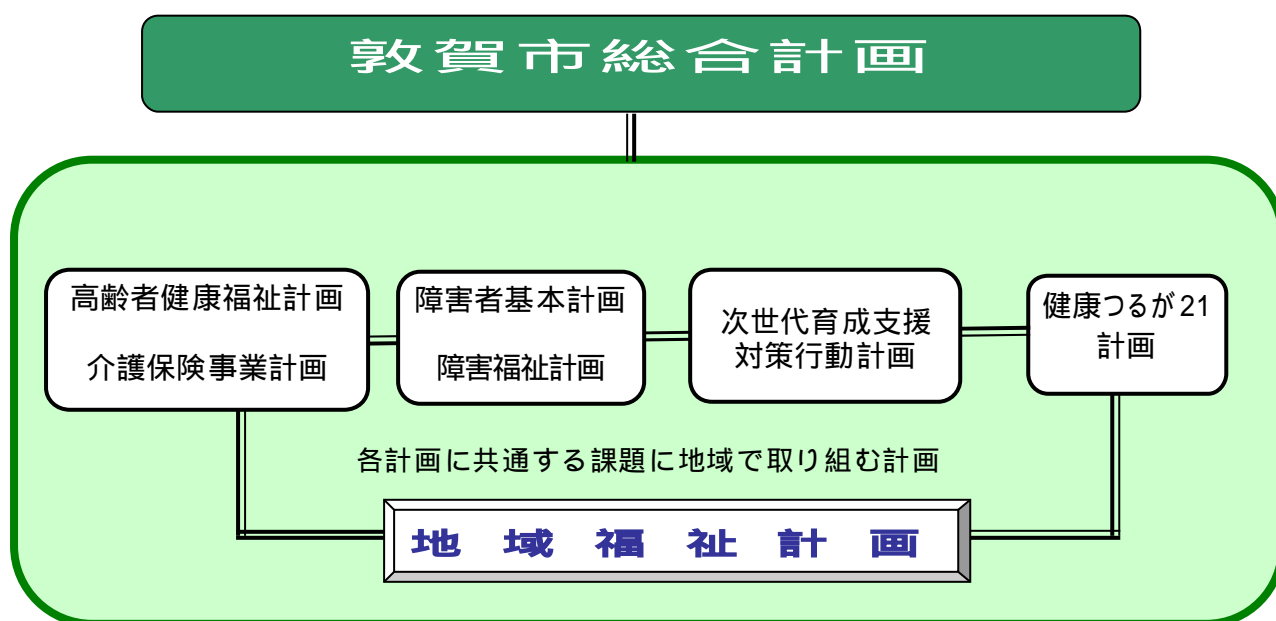 敦賀市総合計画
高齢者健康福祉計画
介護保険事業計画
障害者基本計画
障害福祉計画
次世代育成支援
対策行動計画
健康つるが21
計画
各計画に共通する課題に地域で取り組む計画
地域福祉計画